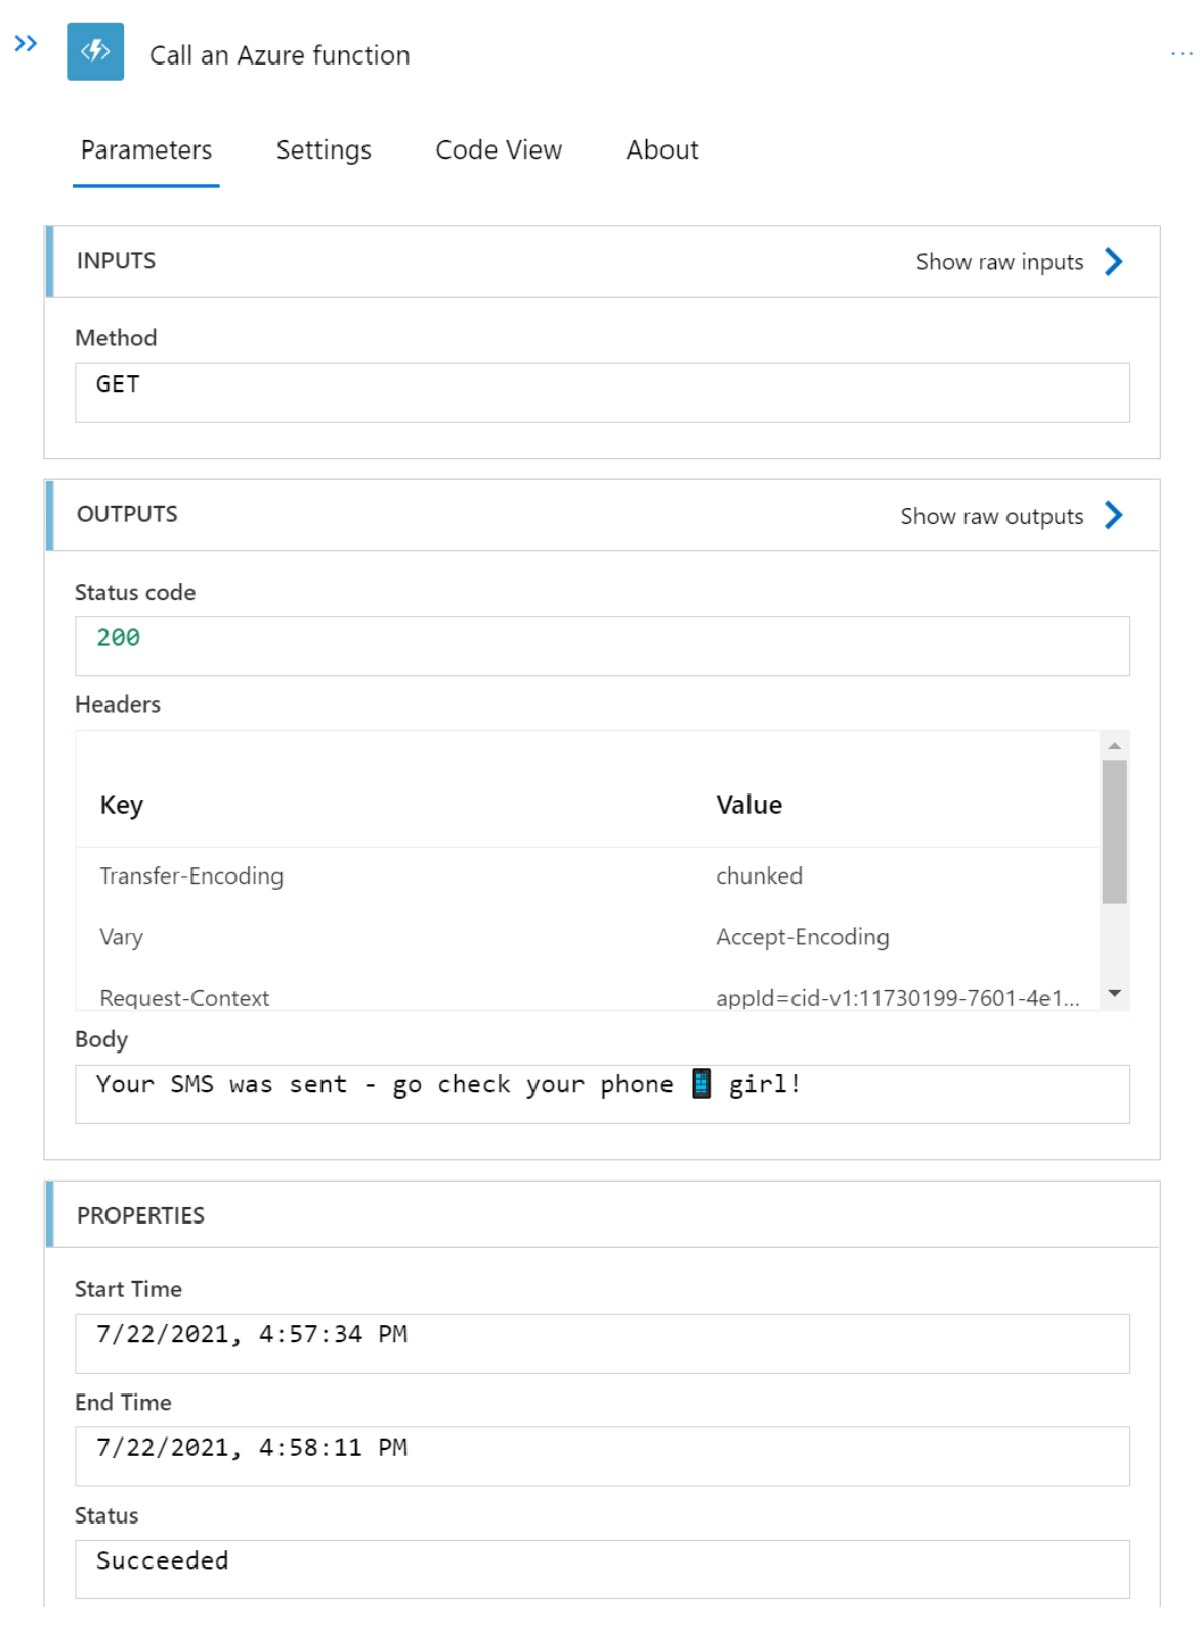 Call an Azure function
Parameters Settings Code View About
INPUTS Show raw inputs
Method
GET
OUTPUTS Show raw outputs
Status code
200
Headers
Key Value
Transfer-Encoding chunked
Vary Accept-Encoding
Request-Context appId=cid-v1:11730199-7601-4e1...
Body
Your SMS was sent - go check your phone 📱 girl!
PROPERTIES
Start Time
7/22/2021, 4:57:34 PM
End Time
7/22/2021, 4:58:11 PM
Status
Succeeded